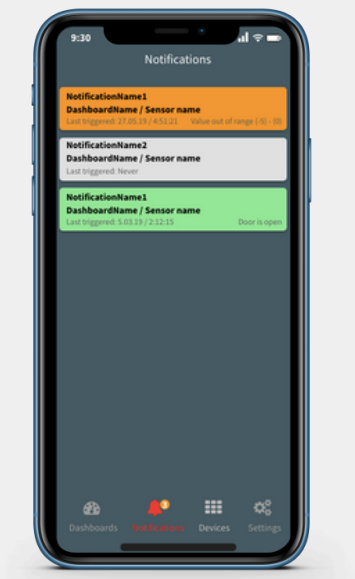 9:30
Notifications
NotificationName1
DashboardName / Sensor name
Last triggered: 27.05.19 / 4:51:21 Value out of range (-5) - (0)
NotificationName2
DashboardName / Sensor name
Last triggered: Never
NotificationName1
DashboardName / Sensor name
Last triggered: 5.03.19 / 2:12:15 Door is open
3
Dashboards Notifications Devices Settings